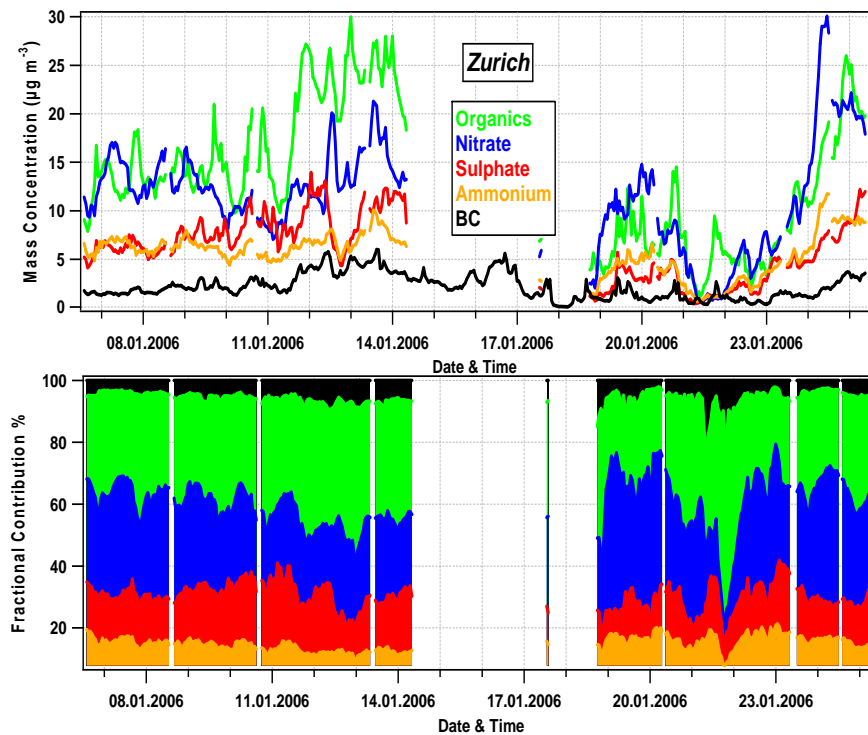 30
25
20
15
10
5
0
Mass Concentration (µg m⁻³)
Zurich
Organics
Nitrate
Sulphate
Ammonium
BC
08.01.2006 11.01.2006 14.01.2006 17.01.2006 20.01.2006 23.01.2006
Date & Time
100
80
60
40
20
Fractional Contribution %
08.01.2006 11.01.2006 14.01.2006 17.01.2006 20.01.2006 23.01.2006
Date & Time